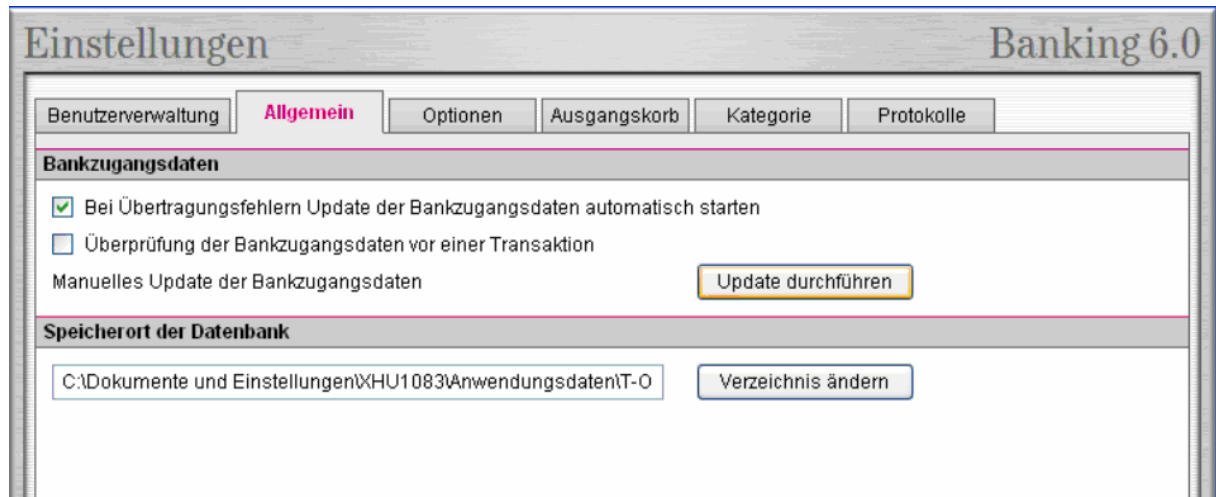 Einstellungen Banking 6.0
Benutzerverwaltung Allgemein Optionen Ausgangskorb Kategorie Protokolle
Bankzugangsdaten
Bei Übertragungsfehlern Update der Bankzugangsdaten automatisch starten
Überprüfung der Bankzugangsdaten vor einer Transaktion
Manuelles Update der Bankzugangsdaten Update durchführen
Speicherort der Datenbank
C:\Dokumente und Einstellungen\XHU1083\Anwendungsdaten\T-O Verzeichnis ändern